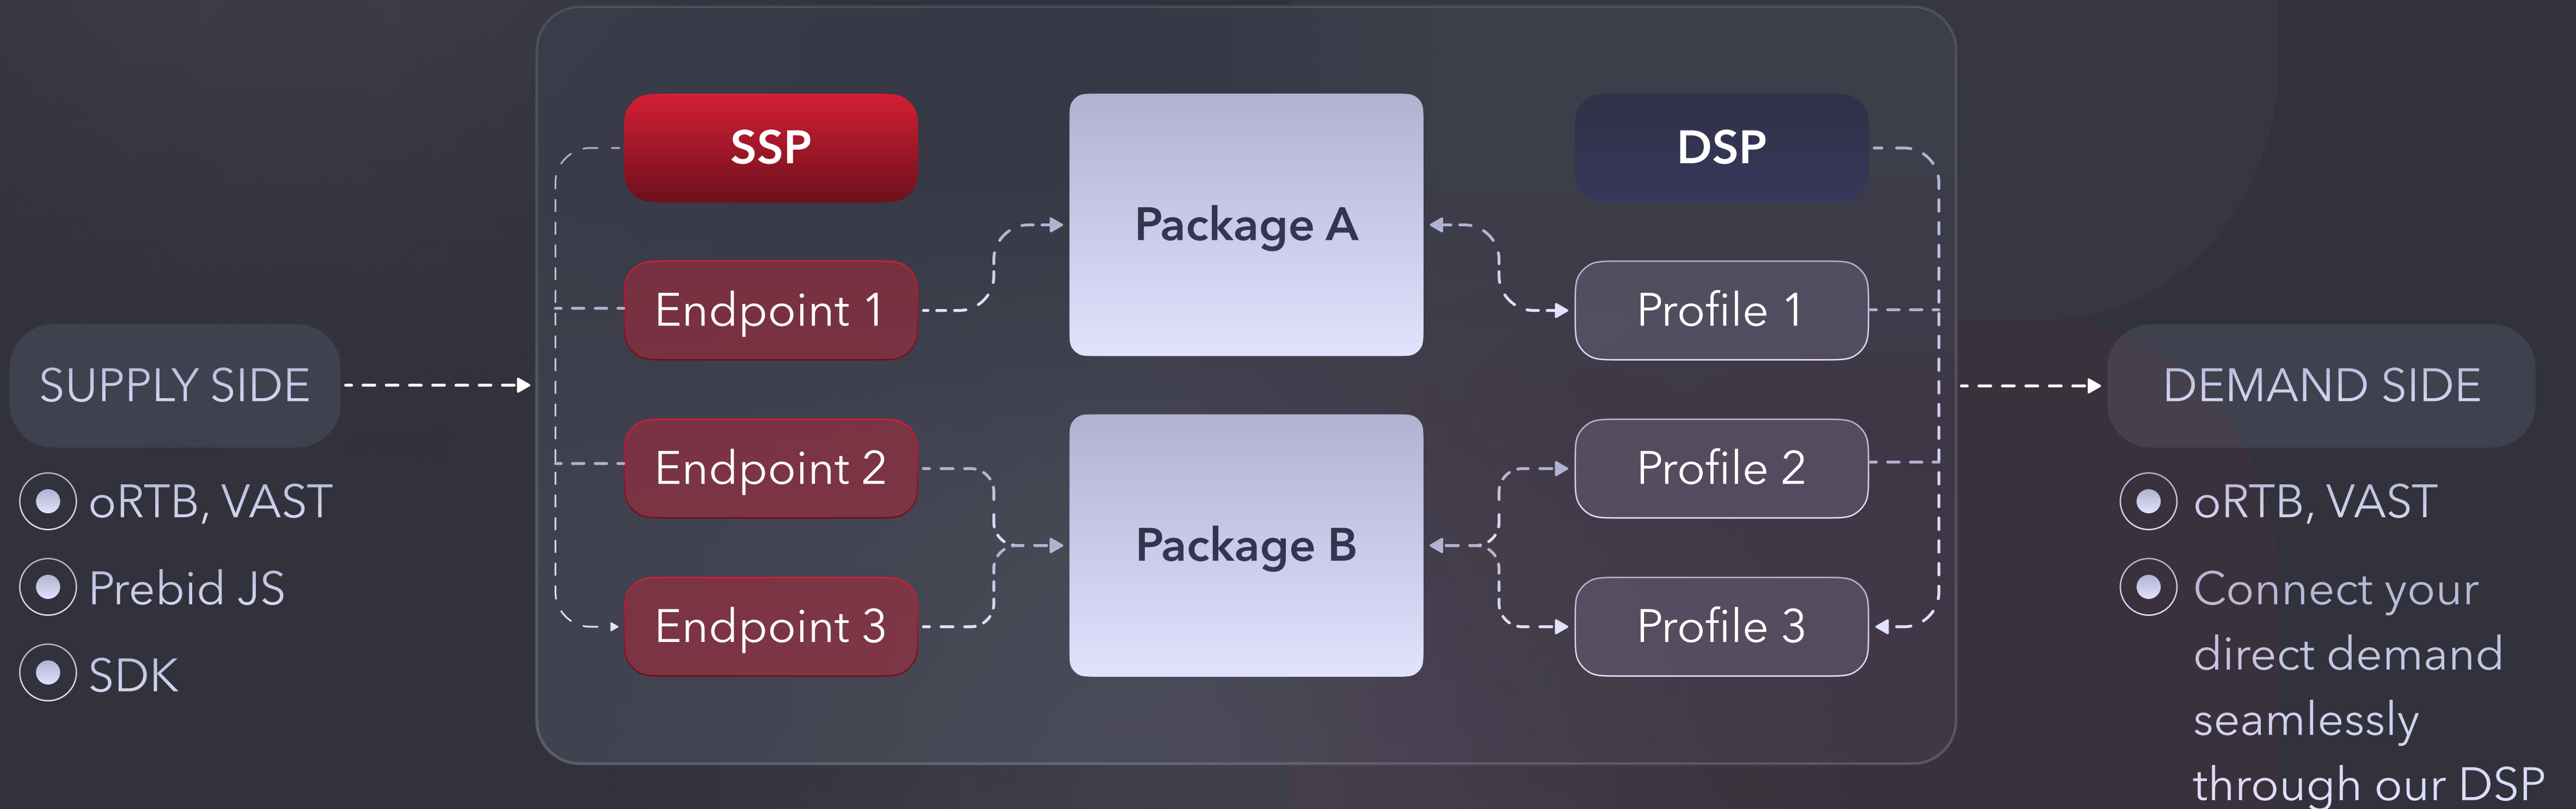 SUPPLY SIDE
oRTB, VAST
Prebid JS
SDK
SSP
Endpoint 1
Endpoint 2
Endpoint 3
Package A
Package B
DSP
Profile 1
Profile 2
Profile 3
DEMAND SIDE
oRTB, VAST
Connect your
direct demand
seamlessly
through our DSP